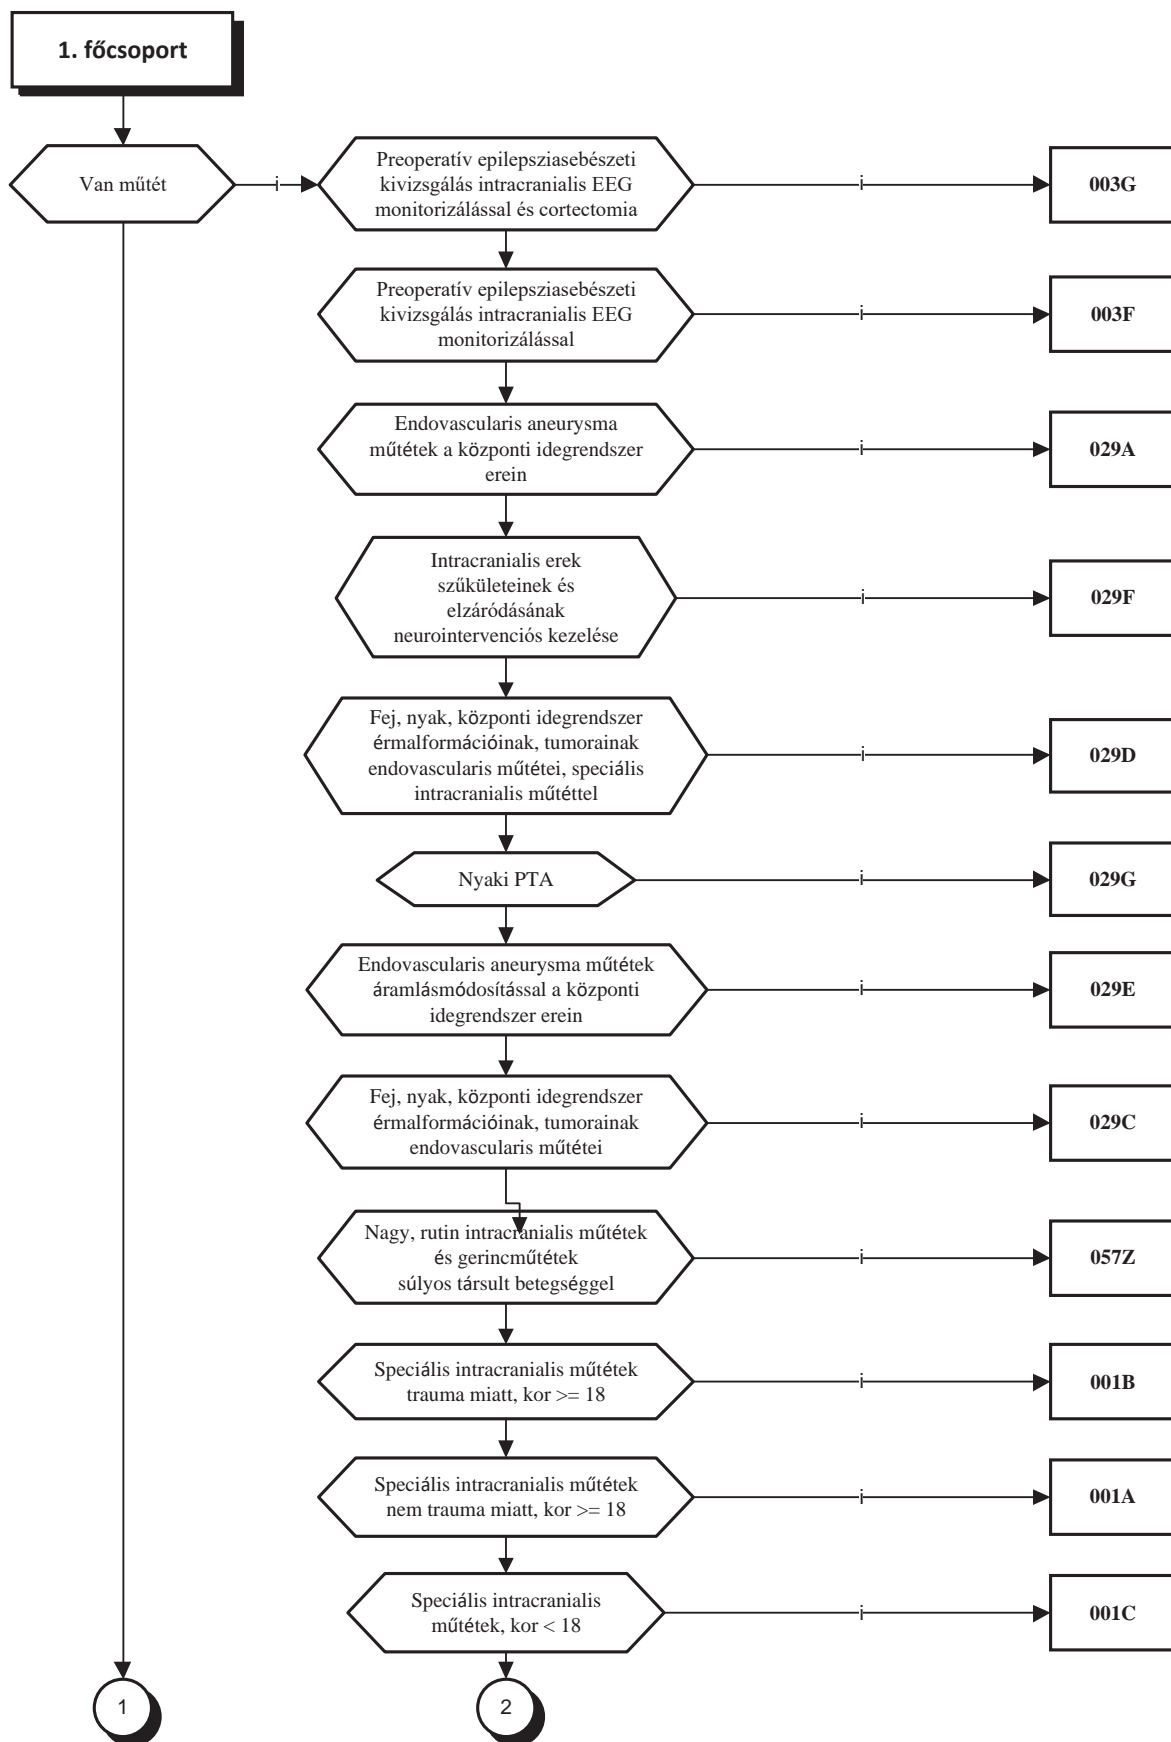 1. főcsoport
Van műtét
i
Preoperatív epilepsziasebészeti
kivizsgálás intracranialis EEG
monitorizálással és cortectomia
i
003G
Preoperatív epilepsziasebészeti
kivizsgálás intracranialis EEG
monitorizálással
i
003F
Endovascularis aneurysma
műtétek a központi idegrendszer
erein
i
029A
Intracranialis erek
szűkületeinek és
elzáródásának
neurointervenciós kezelése
i
029F
Fej, nyak, központi idegrendszer
érmalformációinak, tumorainak
endovascularis műtétei, speciális
intracranialis műtéttel
i
029D
Nyaki PTA
i
029G
Endovascularis aneurysma műtétek
áramlásmódosítással a központi
idegrendszer erein
i
029E
Fej, nyak, központi idegrendszer
érmalformációinak, tumorainak
endovascularis műtétei
i
029C
Nagy, rutin intracranialis műtétek
és gerincműtétek
súlyos társult betegséggel
i
057Z
Speciális intracranialis műtétek
trauma miatt, kor >= 18
i
001B
Speciális intracranialis műtétek
nem trauma miatt, kor >= 18
i
001A
Speciális intracranialis
műtétek, kor < 18
i
001C
1
2